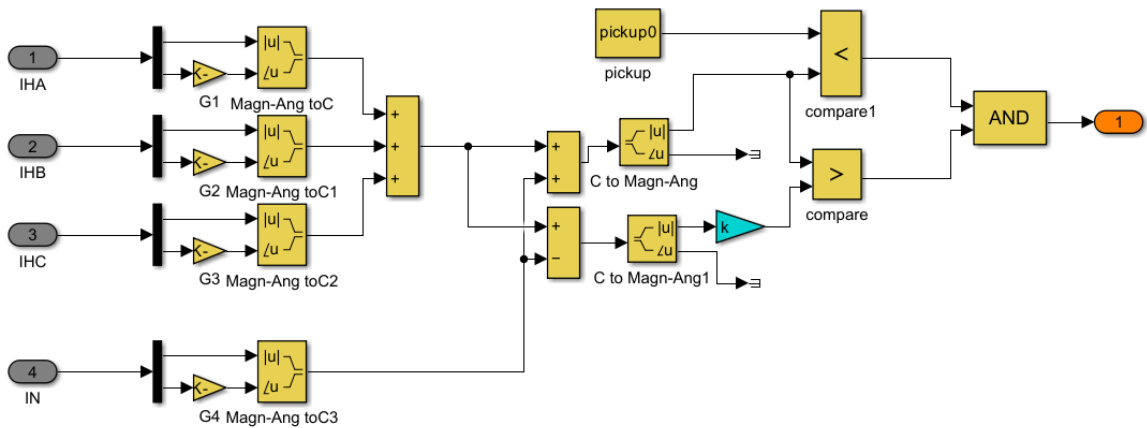 1
IHA
|u|
∠u
K-
G1
Magn-Ang toC
2
IHB
|u|
∠u
K-
G2
Magn-Ang toC1
3
IHC
|u|
∠u
K-
G3
Magn-Ang toC2
4
IN
|u|
∠u
K-
G4
Magn-Ang toC3
+
+
+
+
+
+
−
|u|
∠u
C to Magn-Ang
|u|
∠u
C to Magn-Ang1
k
pickup0
pickup
<
compare1
>
compare
AND
1